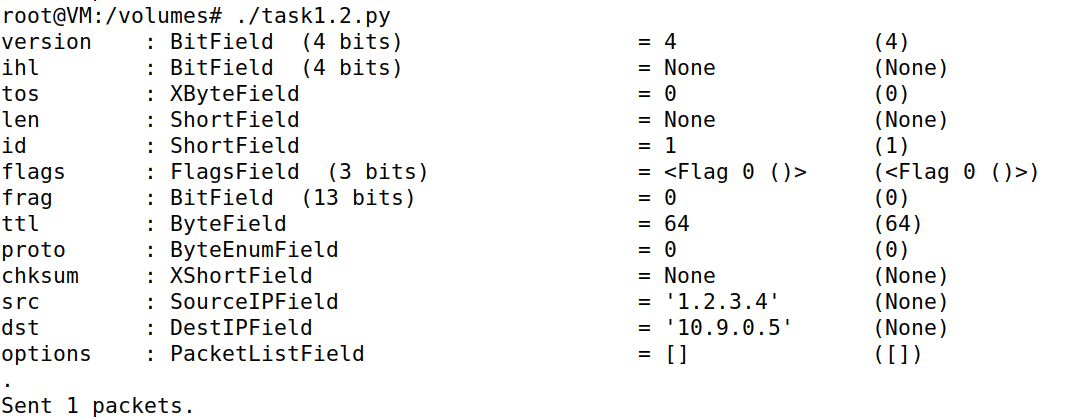 root@VM:/volumes# ./task1.2.py
version    : BitField  (4 bits)                  = 4               (4)
ihl        : BitField  (4 bits)                  = None            (None)
tos        : XByteField                          = 0               (0)
len        : ShortField                          = None            (None)
id         : ShortField                          = 1               (1)
flags      : FlagsField  (3 bits)                = <Flag 0 ()>     (<Flag 0 ()>)
frag       : BitField  (13 bits)                 = 0               (0)
ttl        : ByteField                           = 64              (64)
proto      : ByteEnumField                       = 0               (0)
chksum     : XShortField                         = None            (None)
src        : SourceIPField                       = '1.2.3.4'       (None)
dst        : DestIPField                         = '10.9.0.5'      (None)
options    : PacketListField                     = []              ([])
.
Sent 1 packets.